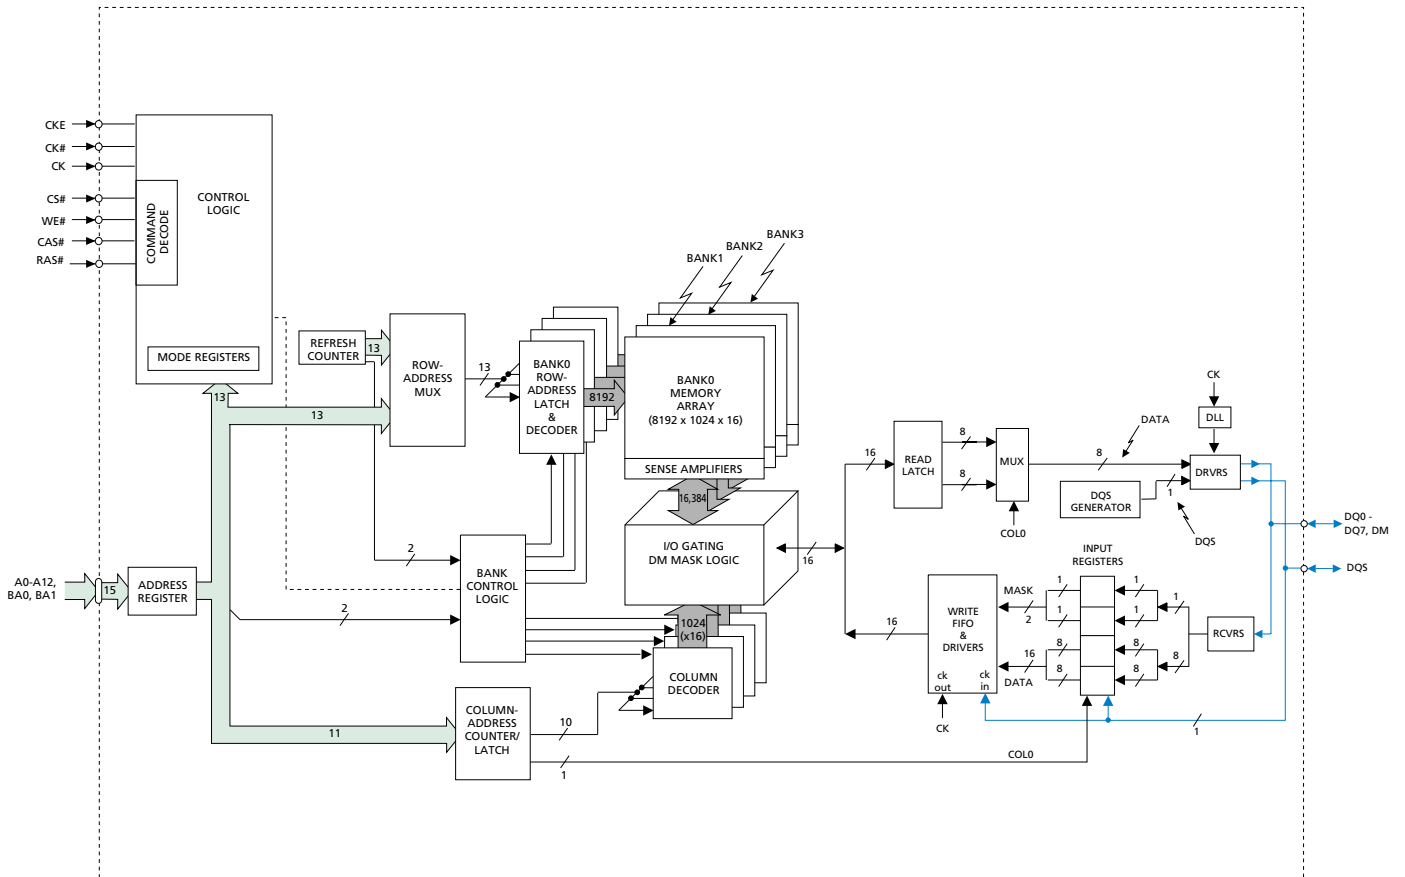 CKE
CK#
CK
CS#
WE#
CAS#
RAS#
COMMAND
DECODE
CONTROL
LOGIC
MODE REGISTERS
BANK3
BANK2
BANK1
REFRESH
COUNTER
13
ROW-
ADDRESS
MUX
13
13
13
BANK0
ROW-
ADDRESS
LATCH
&
DECODER
8192
BANK0
MEMORY
ARRAY
(8192 x 1024 x 16)
SENSE AMPLIFIERS
16,384
I/O GATING
DM MASK LOGIC
16
16
READ
LATCH
8
8
MUX
COL0
8
DATA
CK
DLL
DRVRS
DQS
GENERATOR
1
DQS
DQ0 -
DQ7, DM
DQS
A0-A12,
BA0, BA1
15
ADDRESS
REGISTER
2
2
BANK
CONTROL
LOGIC
1024
(x16)
COLUMN
DECODER
16
WRITE
FIFO
&
DRIVERS
ck
out
ck
in
CK
MASK
2
16
DATA
INPUT
REGISTERS
1
1
8
8
1
1
8
8
1
8
RCVRS
1
11
COLUMN-
ADDRESS
COUNTER/
LATCH
10
1
COL0